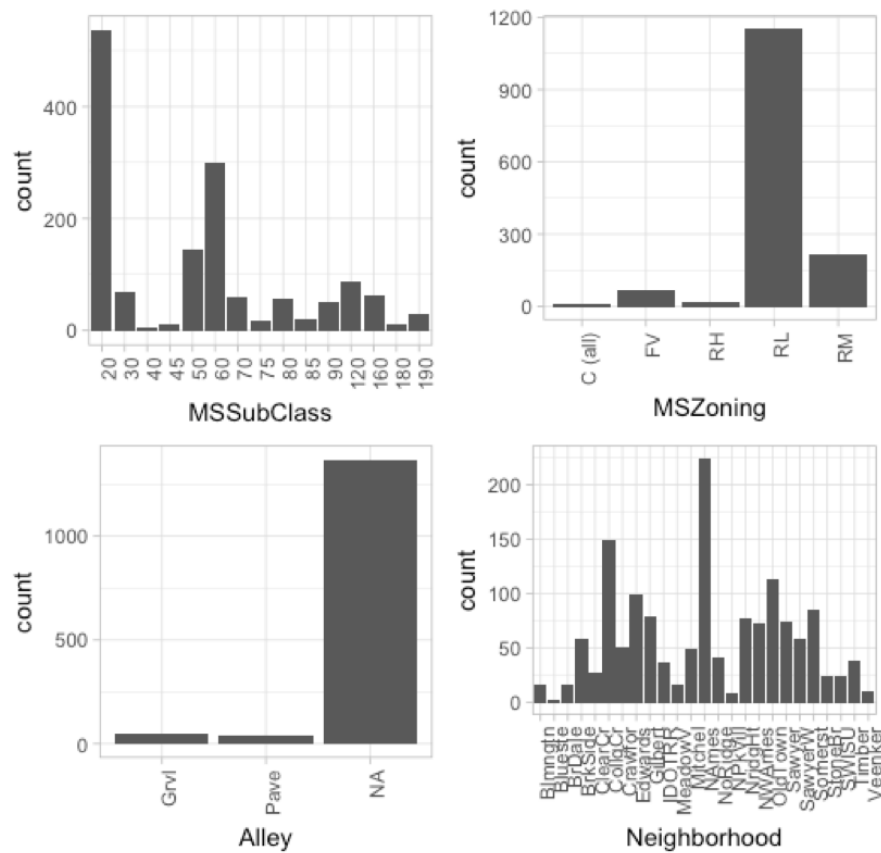 count
400
200
0
20
30
40
45
50
60
70
75
80
85
90
120
160
180
190
MSSubClass
count
1200
900
600
300
0
C (all)
FV
RH
RL
RM
MSZoning
count
1000
500
0
Grvl
Pave
NA
Alley
count
200
150
100
50
0
Blmngtn
Blueste
BrDale
BrkSide
ClearCr
CollgCr
Crawfor
Edwards
Gilbert
IDOTRR
MeadowV
Mitchel
NAmes
NoRidge
NPkVill
NridgHt
NWAmes
OldTown
Sawyer
SawyerW
Somerst
StoneBr
SWISU
Timber
Veenker
Neighborhood